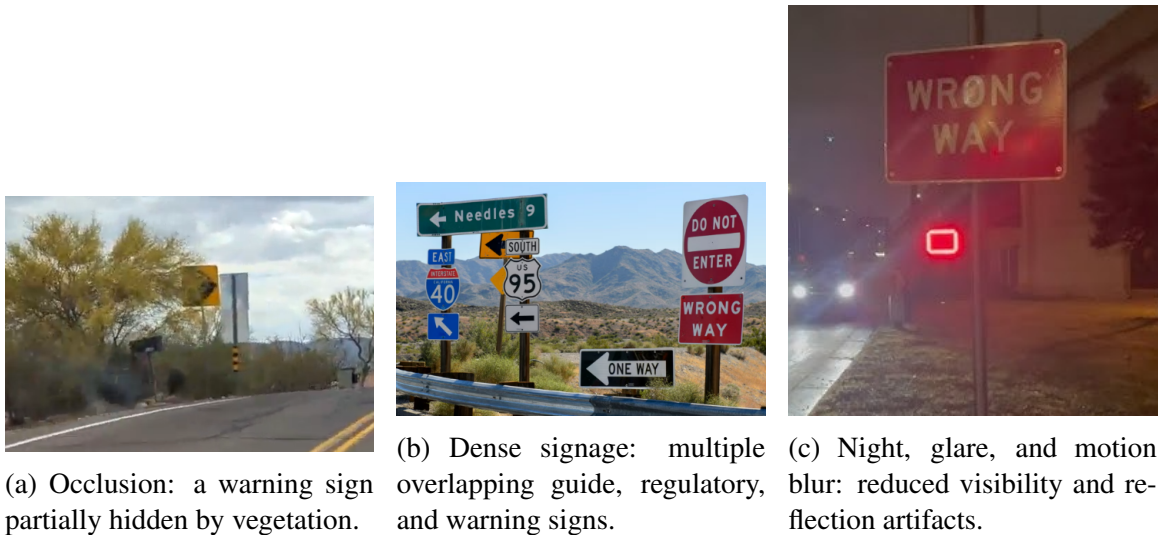 Needles 9
SOUTH
EAST
INTERSTATE
CALIFORNIA
40
US
95
DO NOT
ENTER
WRONG
WAY
ONE WAY
WRONG
WAY
(a) Occlusion: a warning sign
partially hidden by vegetation.
(b) Dense signage: multiple
overlapping guide, regulatory,
and warning signs.
(c) Night, glare, and motion
blur: reduced visibility and re-
flection artifacts.